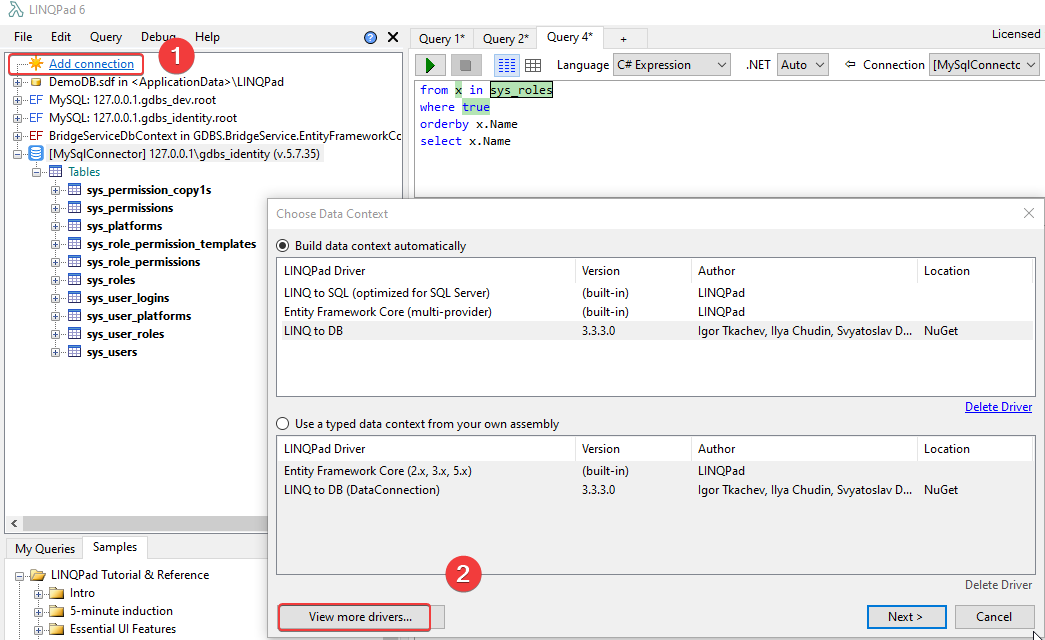 LINQPad 6
File Edit Query Debug Help
1
Add connection
DemoDB.sdf in <ApplicationData>\LINQPad
EF MySQL: 127.0.0.1.gdbs_dev.root
EF MySQL: 127.0.0.1.gdbs_identity.root
EF BridgeServiceDbContext in GDBS.BridgeService.EntityFrameworkCc
[MySqlConnector] 127.0.0.1\gdbs_identity (v.5.7.35)
Tables
sys_permission_copy1s
sys_permissions
sys_platforms
sys_role_permission_templates
sys_role_permissions
sys_roles
sys_user_logins
sys_user_platforms
sys_user_roles
sys_users
My Queries Samples
LINQPad Tutorial & Reference
Intro
5-minute induction
Essential UI Features
Licensed
Query 1* Query 2* Query 4* +
Language C# Expression .NET Auto Connection [MySqlConnectc
from x in sys_roles
where true
orderby x.Name
select x.Name
Choose Data Context
Build data context automatically
LINQPad Driver Version Author Location
LINQ to SQL (optimized for SQL Server) (built-in) LINQPad
Entity Framework Core (multi-provider) (built-in) LINQPad
LINQ to DB 3.3.3.0 Igor Tkachev, Ilya Chudin, Svyatoslav D... NuGet
Delete Driver
Use a typed data context from your own assembly
LINQPad Driver Version Author Location
Entity Framework Core (2.x, 3.x, 5.x) (built-in) LINQPad
LINQ to DB (DataConnection) 3.3.3.0 Igor Tkachev, Ilya Chudin, Svyatoslav D... NuGet
Delete Driver
2
View more drivers... Next > Cancel